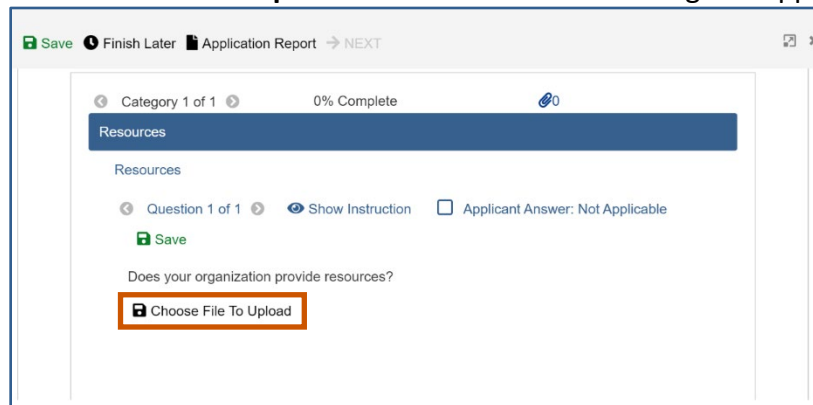 Save Finish Later Application Report → NEXT
Category 1 of 1 0% Complete 0
Resources
Resources
Question 1 of 1 Show Instruction Applicant Answer: Not Applicable
Save
Does your organization provide resources?
Choose File To Upload